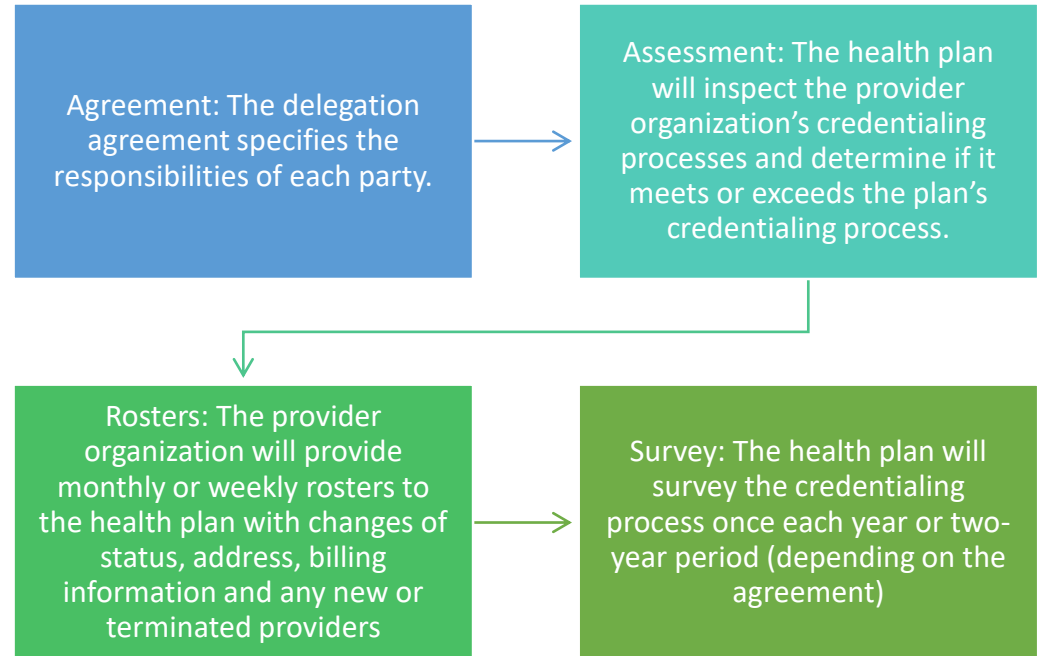 Agreement: The delegation
agreement specifies the
responsibilities of each party.
Assessment: The health plan
will inspect the provider
organization’s credentialing
processes and determine if it
meets or exceeds the plan’s
credentialing process.
Rosters: The provider
organization will provide
monthly or weekly rosters to
the health plan with changes of
status, address, billing
information and any new or
terminated providers
Survey: The health plan will
survey the credentialing
process once each year or two-
year period (depending on the
agreement)